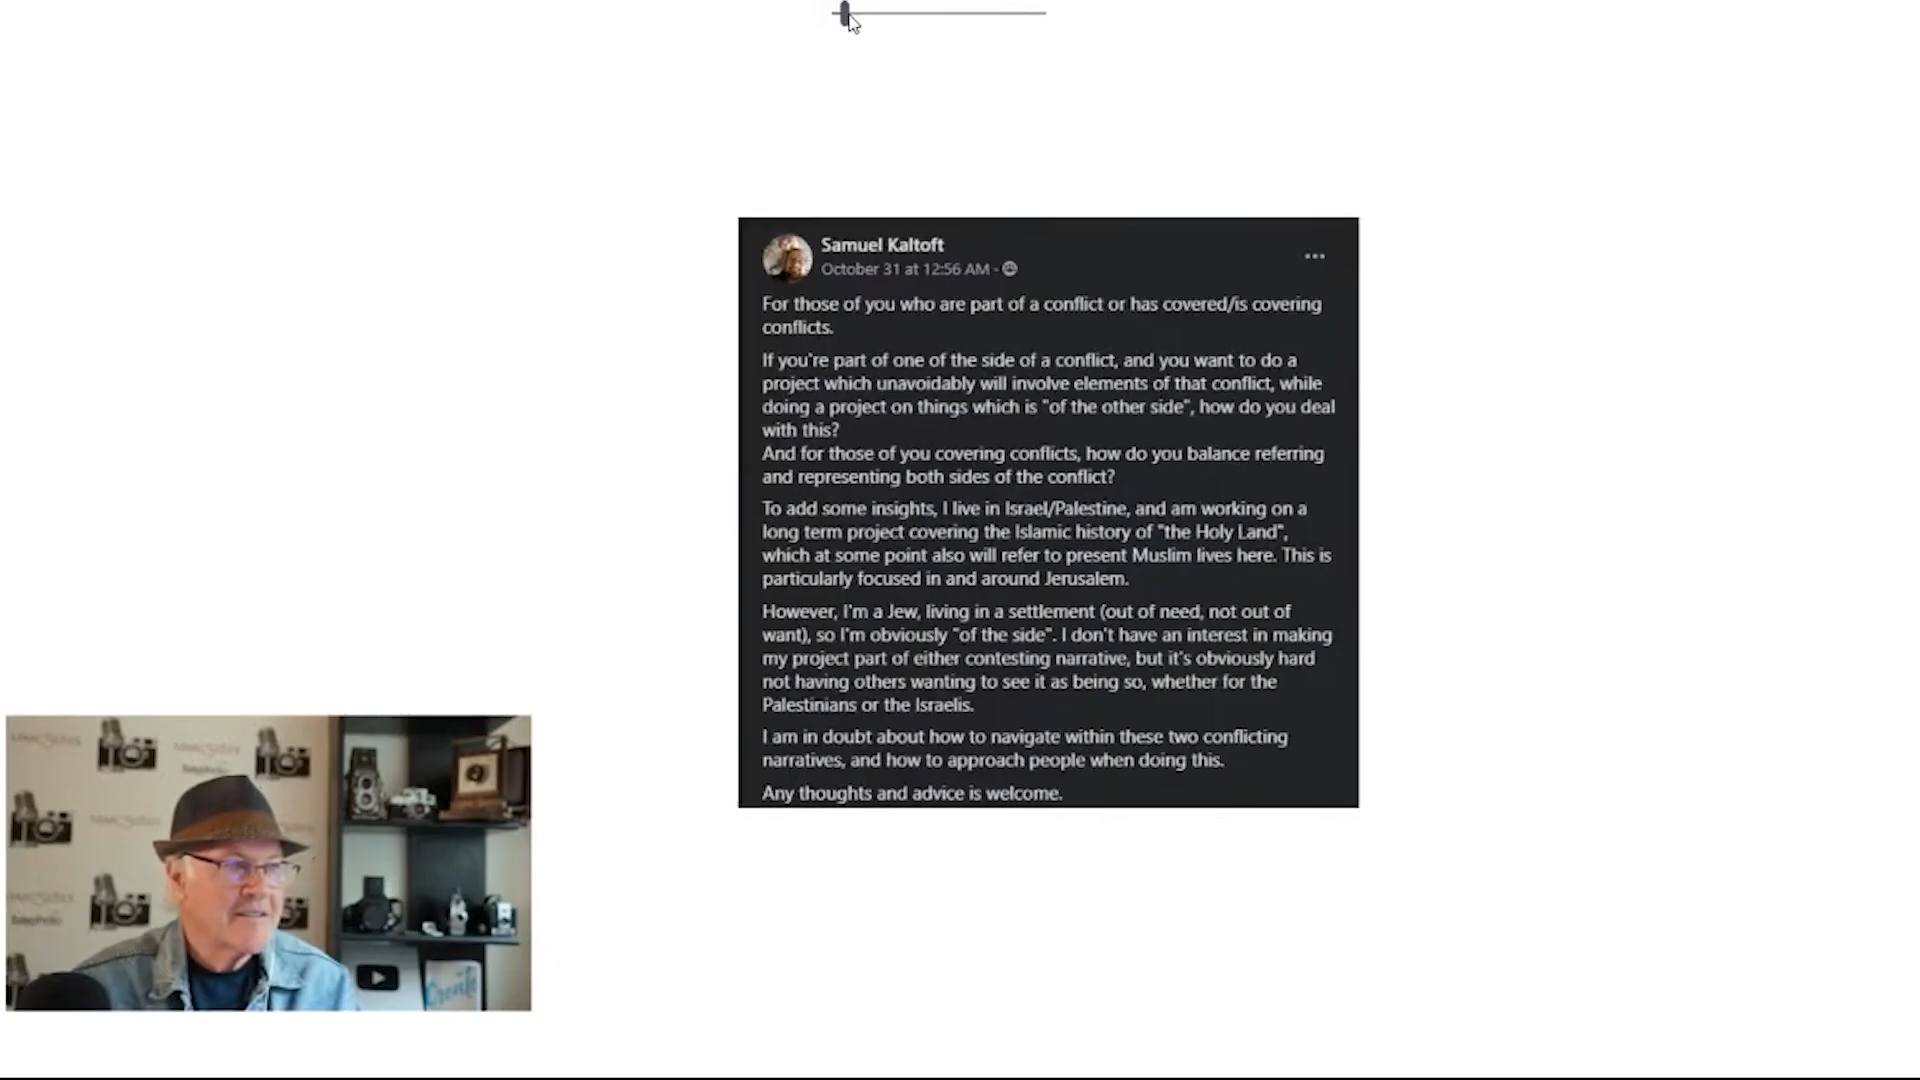 Samuel Kaltoft
October 31 at 12:56 AM ·
For those of you who are part of a conflict or has covered/is covering
conflicts.
If you're part of one of the side of a conflict, and you want to do a
project which unavoidably will involve elements of that conflict, while
doing a project on things which is "of the other side", how do you deal
with this?
And for those of you covering conflicts, how do you balance referring
and representing both sides of the conflict?
To add some insights, I live in Israel/Palestine, and am working on a
long term project covering the Islamic history of "the Holy Land",
which at some point also will refer to present Muslim lives here. This is
particularly focused in and around Jerusalem.
However, I'm a Jew, living in a settlement (out of need, not out of
want), so I'm obviously "of the side". I don't have an interest in making
my project part of either contesting narrative, but it's obviously hard
not having others wanting to see it as being so, whether for the
Palestinians or the Israelis.
I am in doubt about how to navigate within these two conflicting
narratives, and how to approach people when doing this.
Any thoughts and advice is welcome.
Create